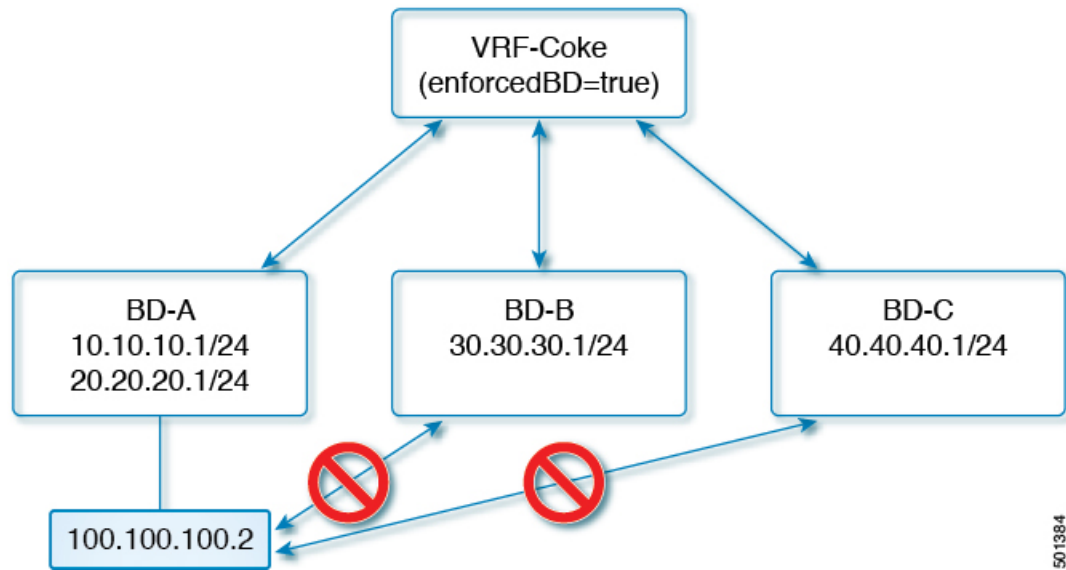 VRF-Coke
(enforcedBD=true)
BD-A
10.10.10.1/24
20.20.20.1/24
BD-B
30.30.30.1/24
BD-C
40.40.40.1/24
100.100.100.2
501384